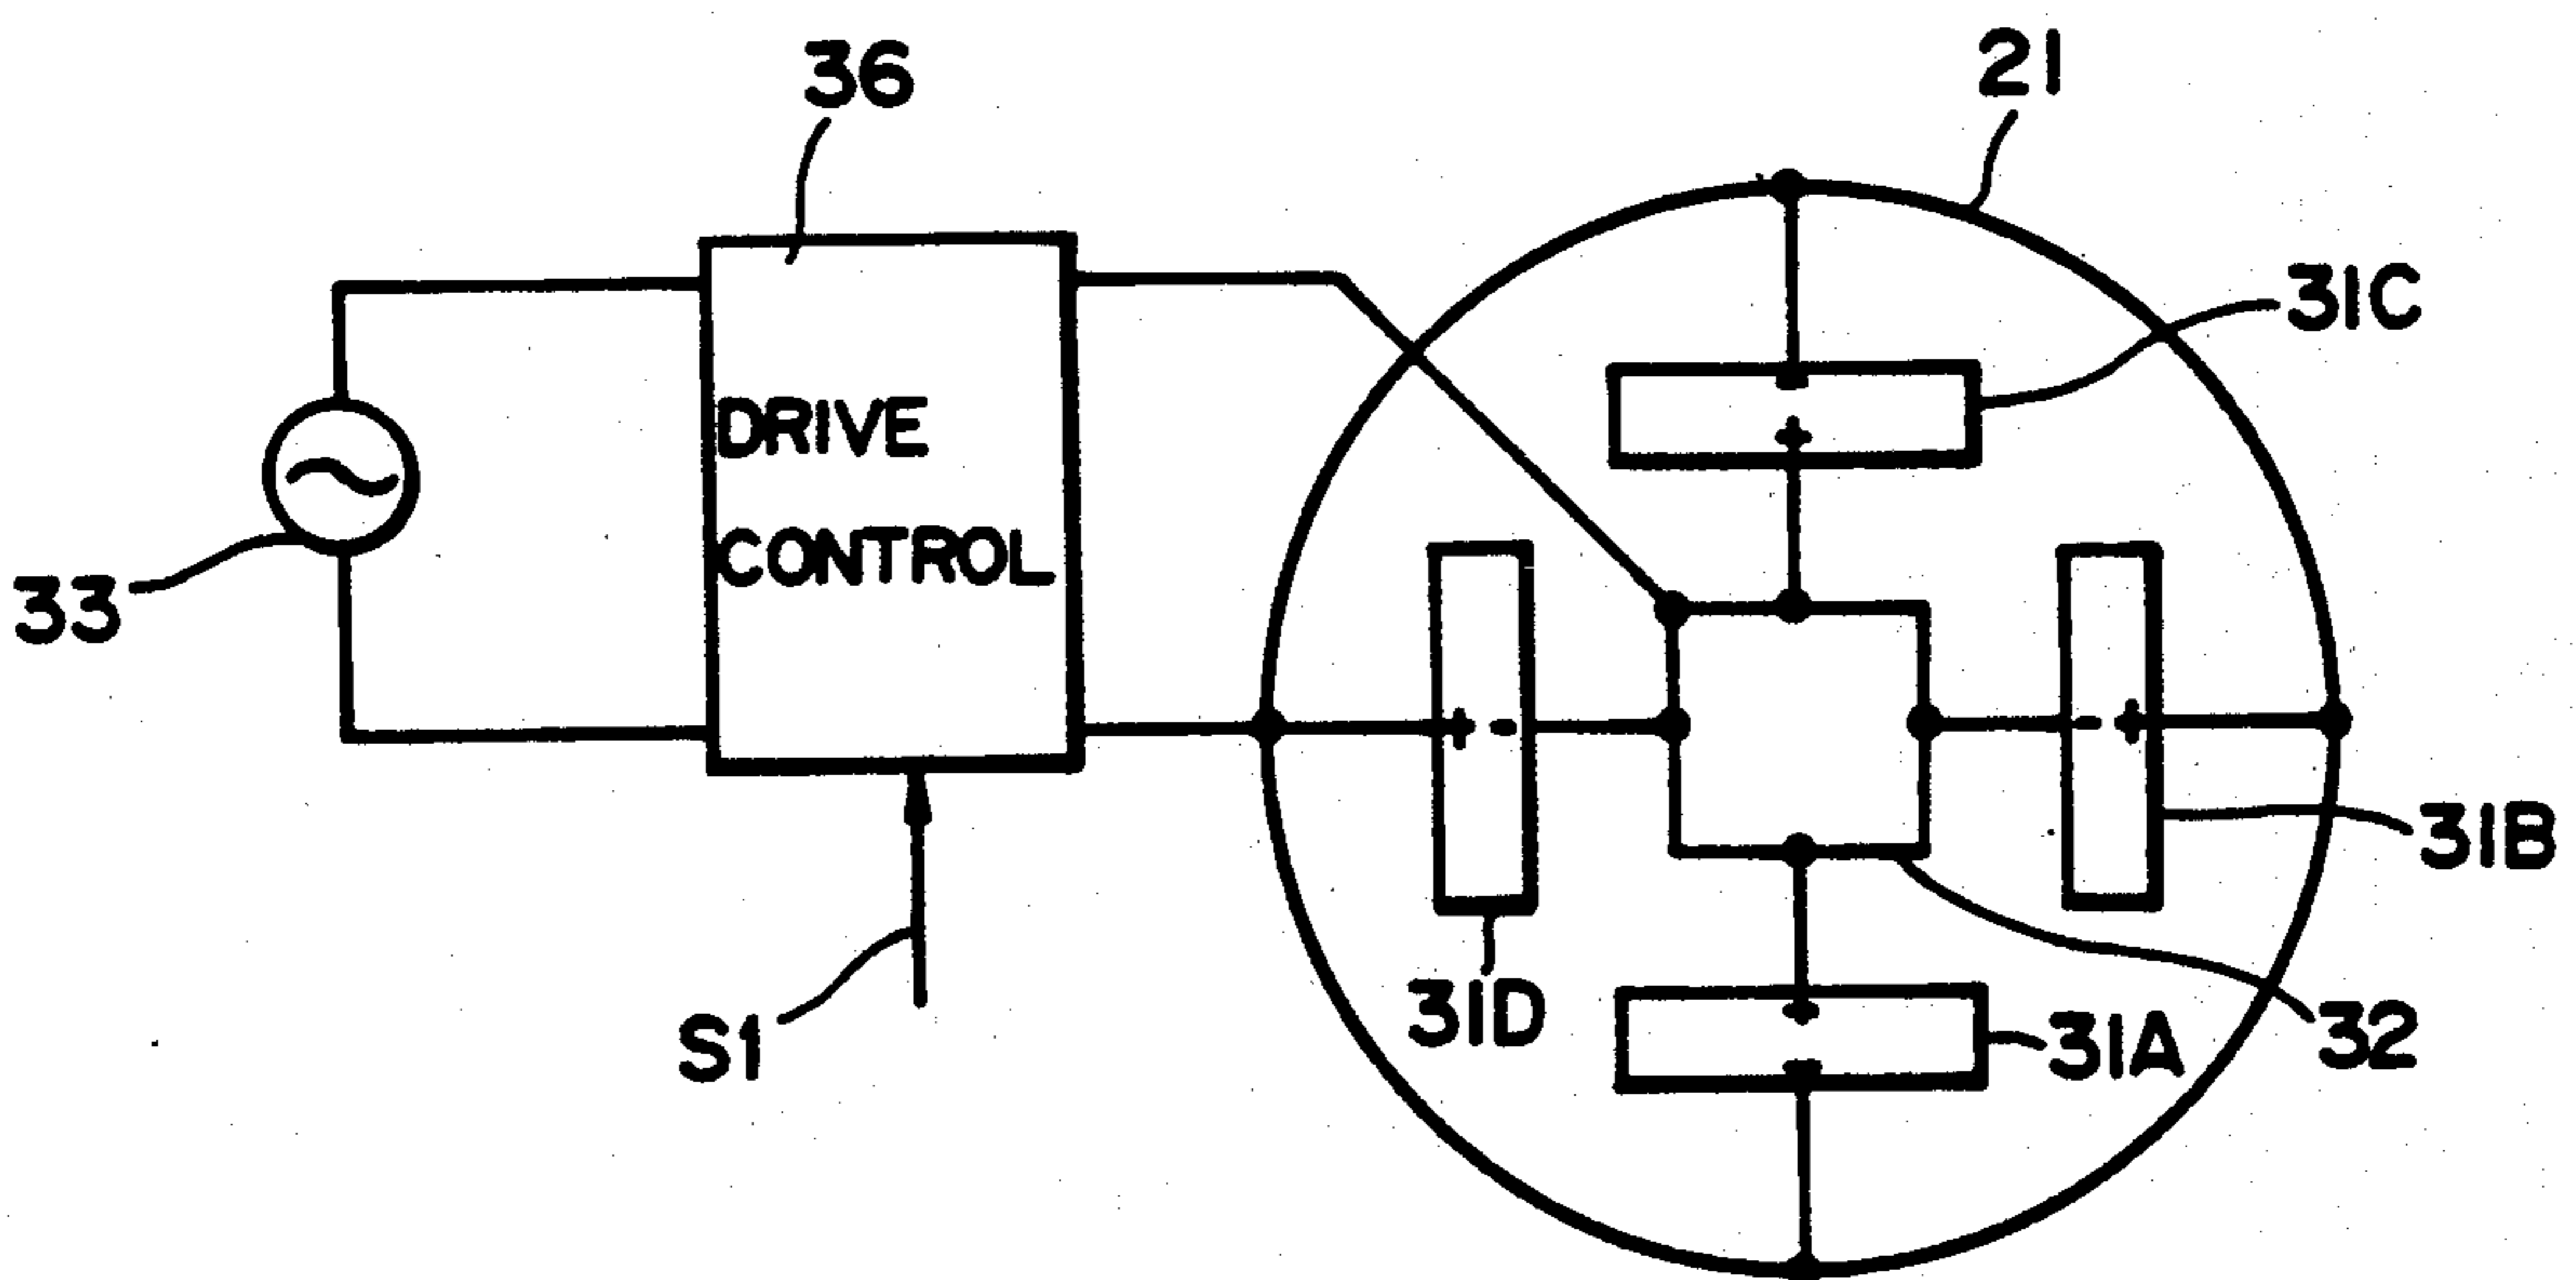 36
21
31C
DRIVE
CONTROL
33
+
-
-
+
+
-
-
+
31B
31D
S1
31A
32